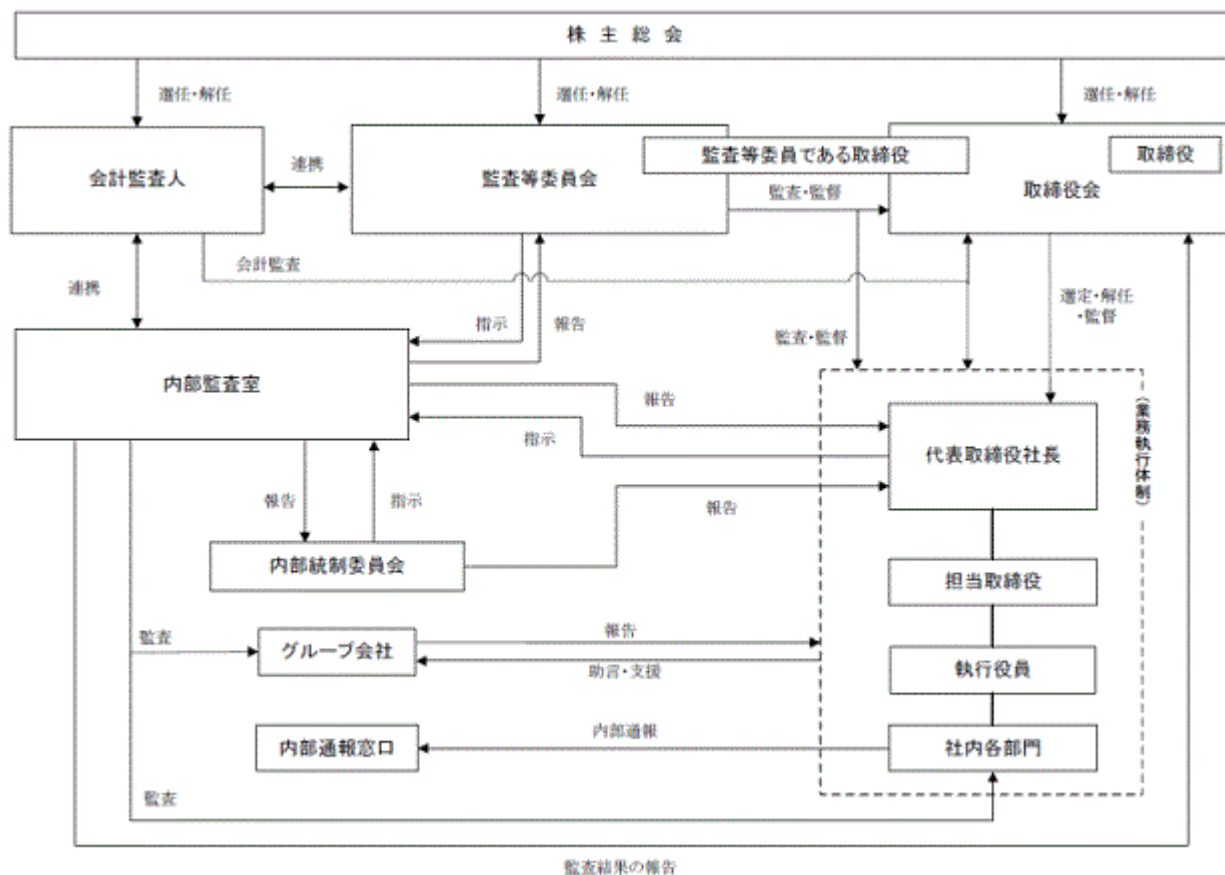 株主総会
選任・解任
選任・解任
選任・解任
会計監査人
連携
監査等委員会
監査等委員である取締役
取締役
取締役会
監査・監督
会計監査
連携
指示
報告
監査・監督
選定・解任
・監督
内部監査室
報告
指示
代表取締役社長
(業務執行体制)
報告
指示
報告
内部統制委員会
担当取締役
監査
グループ会社
報告
助言・支援
執行役員
内部通報窓口
内部通報
社内各部門
監査
監査結果の報告